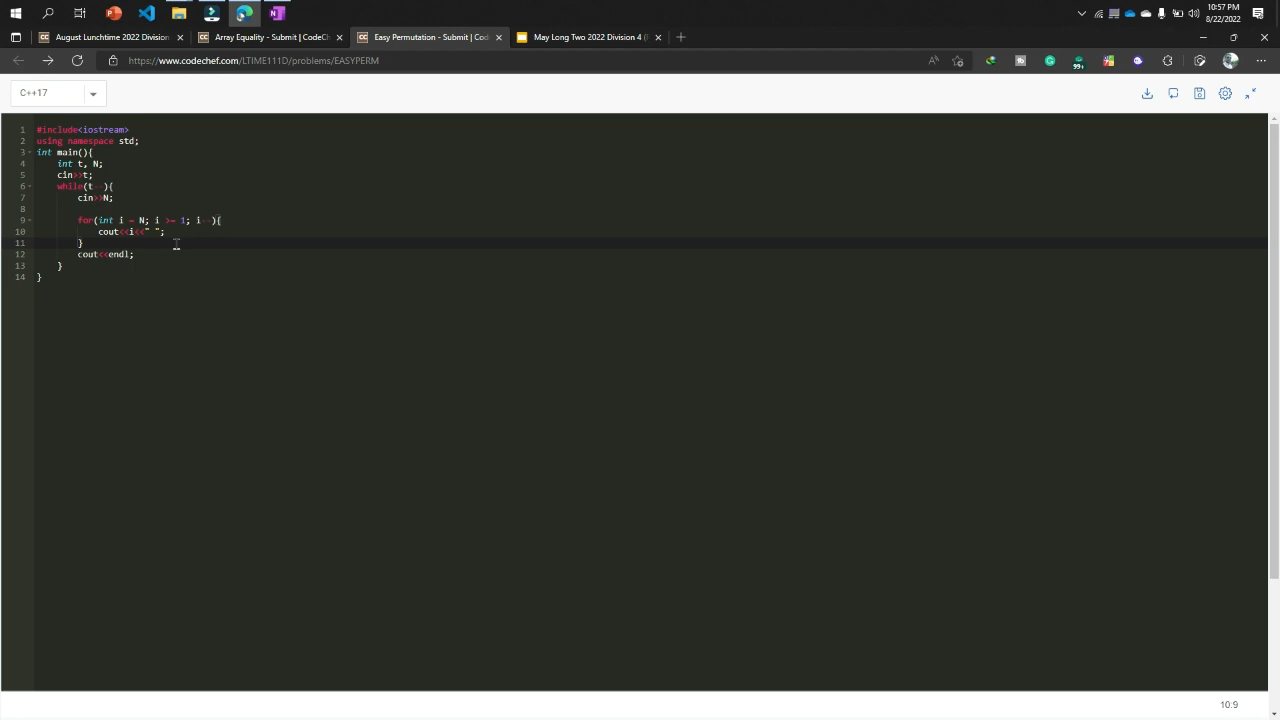 10:57 PM
8/22/2022
August Lunchtime 2022 Division
Array Equality - Submit | CodeCh
Easy Permutation - Submit | Cod
May Long Two 2022 Division 4 (
https://www.codechef.com/LTIME111D/problems/EASYPERM
99+
C++17
1 #include<iostream>
2 using namespace std;
3 int main(){
4 int t, N;
5 cin>>t;
6 while(t--){
7 cin>>N;
8
9 for(int i = N; i >= 1; i--){
10 cout<<i<<" ";
11 }
12 cout<<endl;
13 }
14 }
10:9